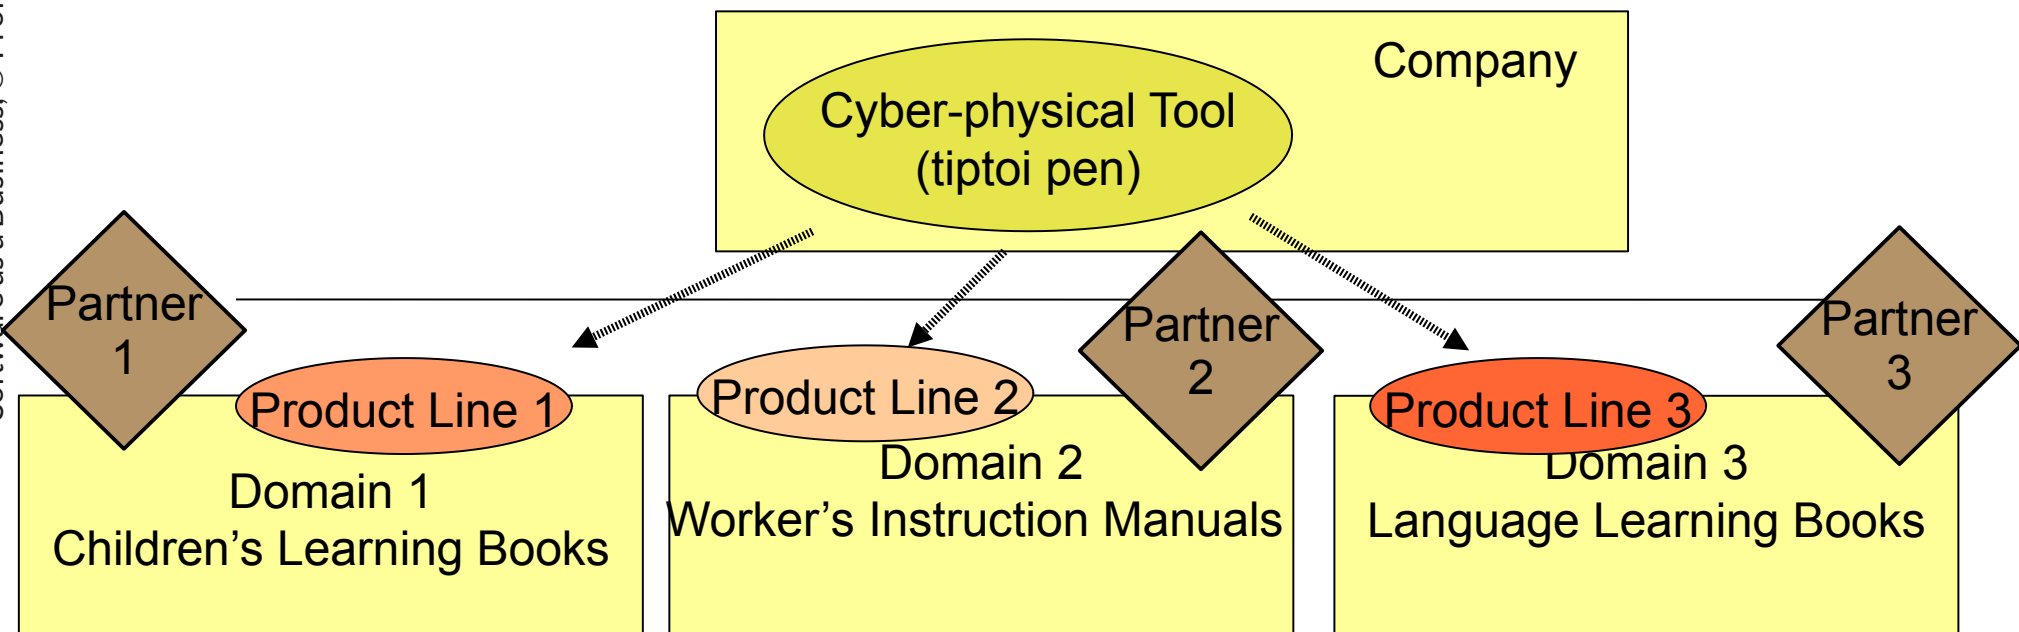 Company
Cyber-physical Tool
(tiptoi pen)
Partner
1
Partner
2
Partner
3
Product Line 1
Product Line 2
Product Line 3
Domain 1
Children’s Learning Books
Domain 2
Worker’s Instruction Manuals
Domain 3
Language Learning Books